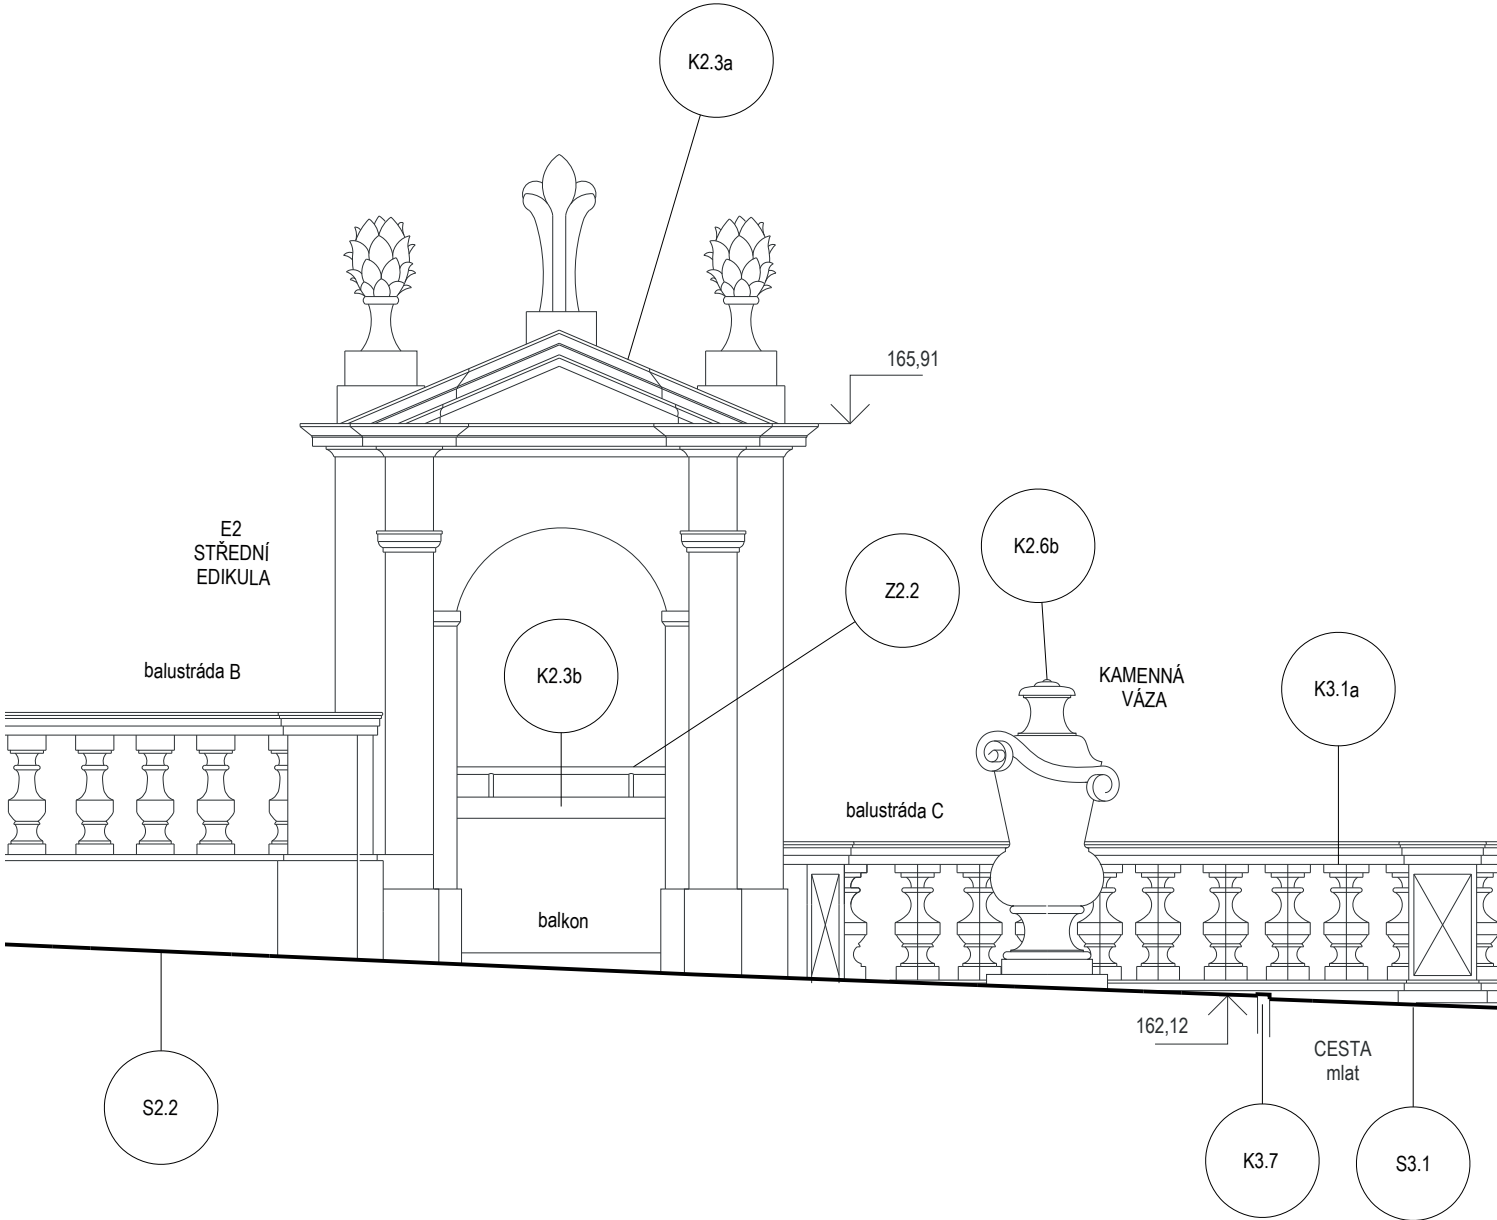 K2.3a
165,91
E2
STŘEDNÍ
EDIKULA
K2.6b
Z2.2
balustráda B
K2.3b
KAMENNÁ
VÁZA
K3.1a
balustráda C
balkon
162,12
CESTA
mlat
S2.2
K3.7
S3.1